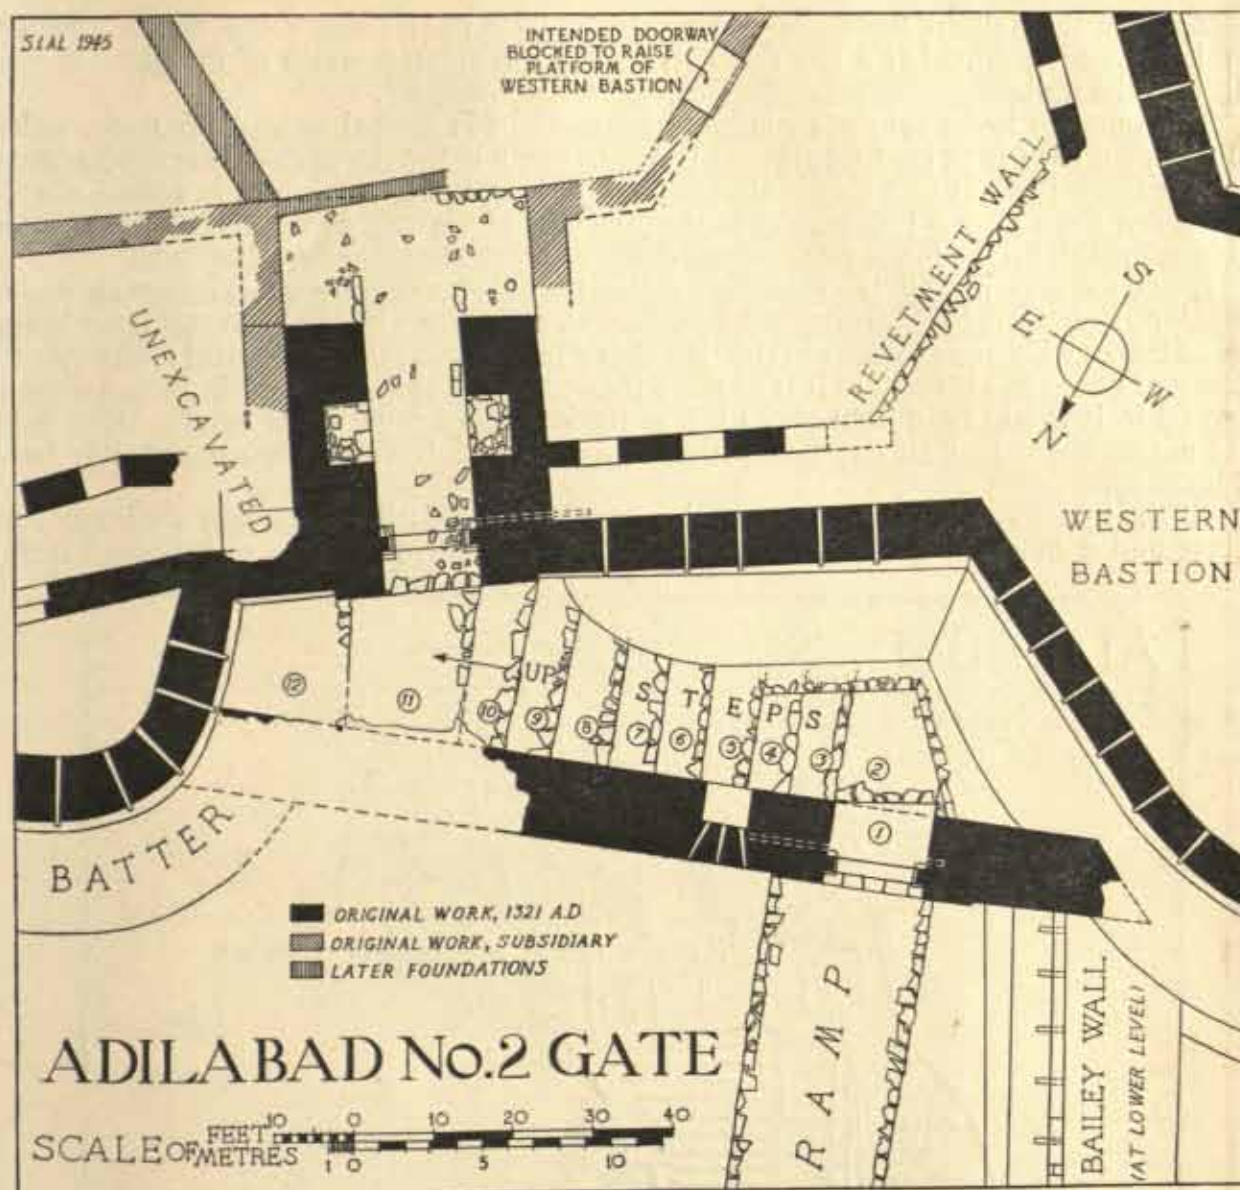 SIAL 1945
INTENDED DOORWAY
BLOCKED TO RAISE
PLATFORM OF
WESTERN BASTION
REVETMENT WALL
UNEXCAVATED
S
E
W
N
WESTERN
BASTION
UP
STEPS
12
11
10
9
8
7
6
5
4
3
2
1
BATTER
ORIGINAL WORK, 1321 A.D
ORIGINAL WORK, SUBSIDIARY
LATER FOUNDATIONS
RAMP
BAILEY WALL
(AT LOWER LEVEL)
ADILABAD No.2 GATE
SCALE OF FEET METRES
10 0 10 20 30 40
1 0 5 10